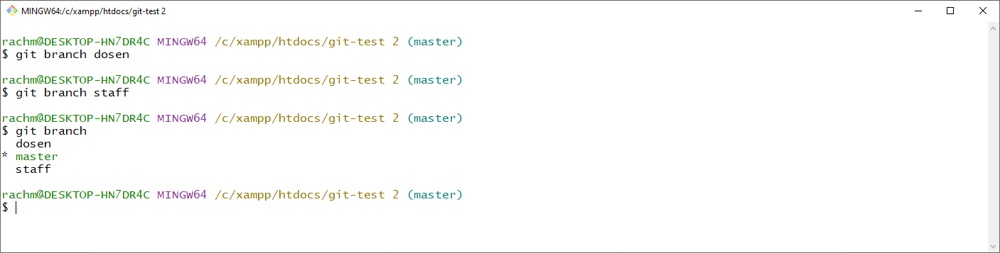 MINGW64:/c/xampp/htdocs/git-test 2
rachm@DESKTOP-HN7DR4C MINGW64 /c/xampp/htdocs/git-test 2 (master)
$ git branch dosen
rachm@DESKTOP-HN7DR4C MINGW64 /c/xampp/htdocs/git-test 2 (master)
$ git branch staff
rachm@DESKTOP-HN7DR4C MINGW64 /c/xampp/htdocs/git-test 2 (master)
$ git branch
  dosen
* master
  staff
rachm@DESKTOP-HN7DR4C MINGW64 /c/xampp/htdocs/git-test 2 (master)
$